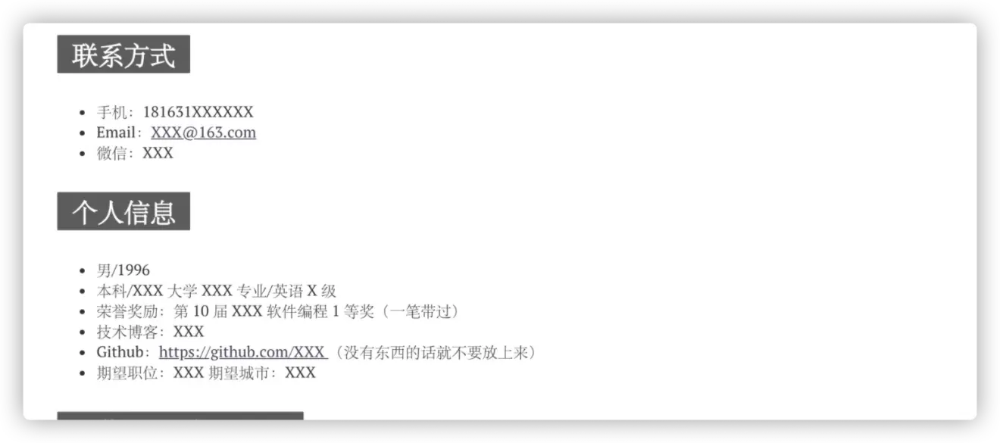 联系方式
手机：181631XXXXXX
Email：XXX@163.com
微信：XXX
个人信息
男/1996
本科/XXX 大学 XXX 专业/英语 X 级
荣誉奖励：第 10 届 XXX 软件编程 1 等奖（一笔带过）
技术博客：XXX
Github：https://github.com/XXX （没有东西的话就不要放上来）
期望职位：XXX 期望城市：XXX